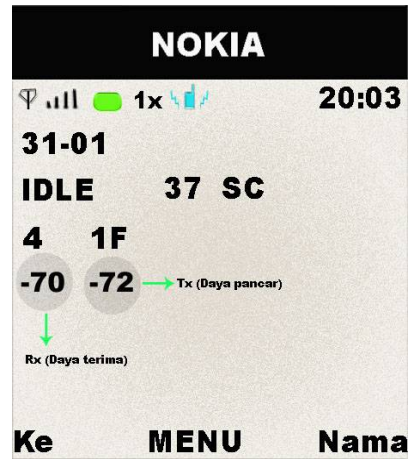 NOKIA
1x 20:03
31-01
IDLE 37 SC
4 1F
-70 -72 Tx (Daya pancar)
Rx (Daya terima)
Ke MENU Nama